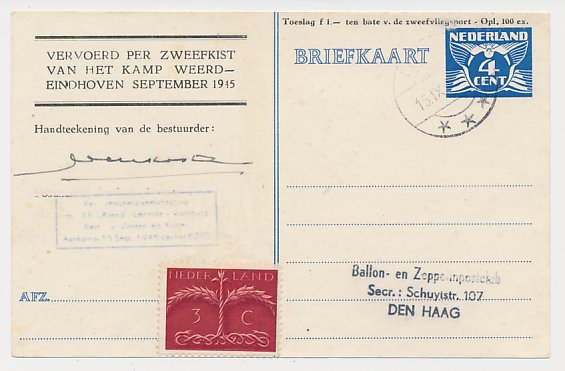 Toeslag f 1.— ten bate v. de zweefvliegsport - Opl. 100 ex.
VERVOERD PER ZWEEFKIST
VAN HET KAMP WEERD—
EINDHOVEN SEPTEMBER 1945
BRIEFKAART
NEDERLAND
4
CENT
15.IX
Handteekening van de bestuurder:
AFZ.
NEDERLAND
3 C
Ballon- en Zeppelinpostclub
Secr.: Schuytstr. 107
DEN HAAG